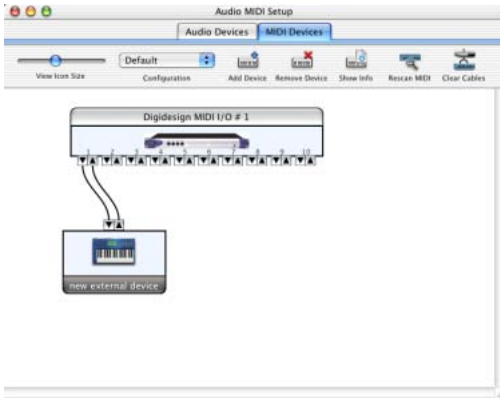 Audio MIDI Setup
Audio Devices MIDI Devices
Default
View Icon Size Configuration Add Device Remove Device Show Info Rescan MIDI Clear Cables
Digidesign MIDI I/O # 1
1 2 3 4 5 6 7 8 9 10
new external device